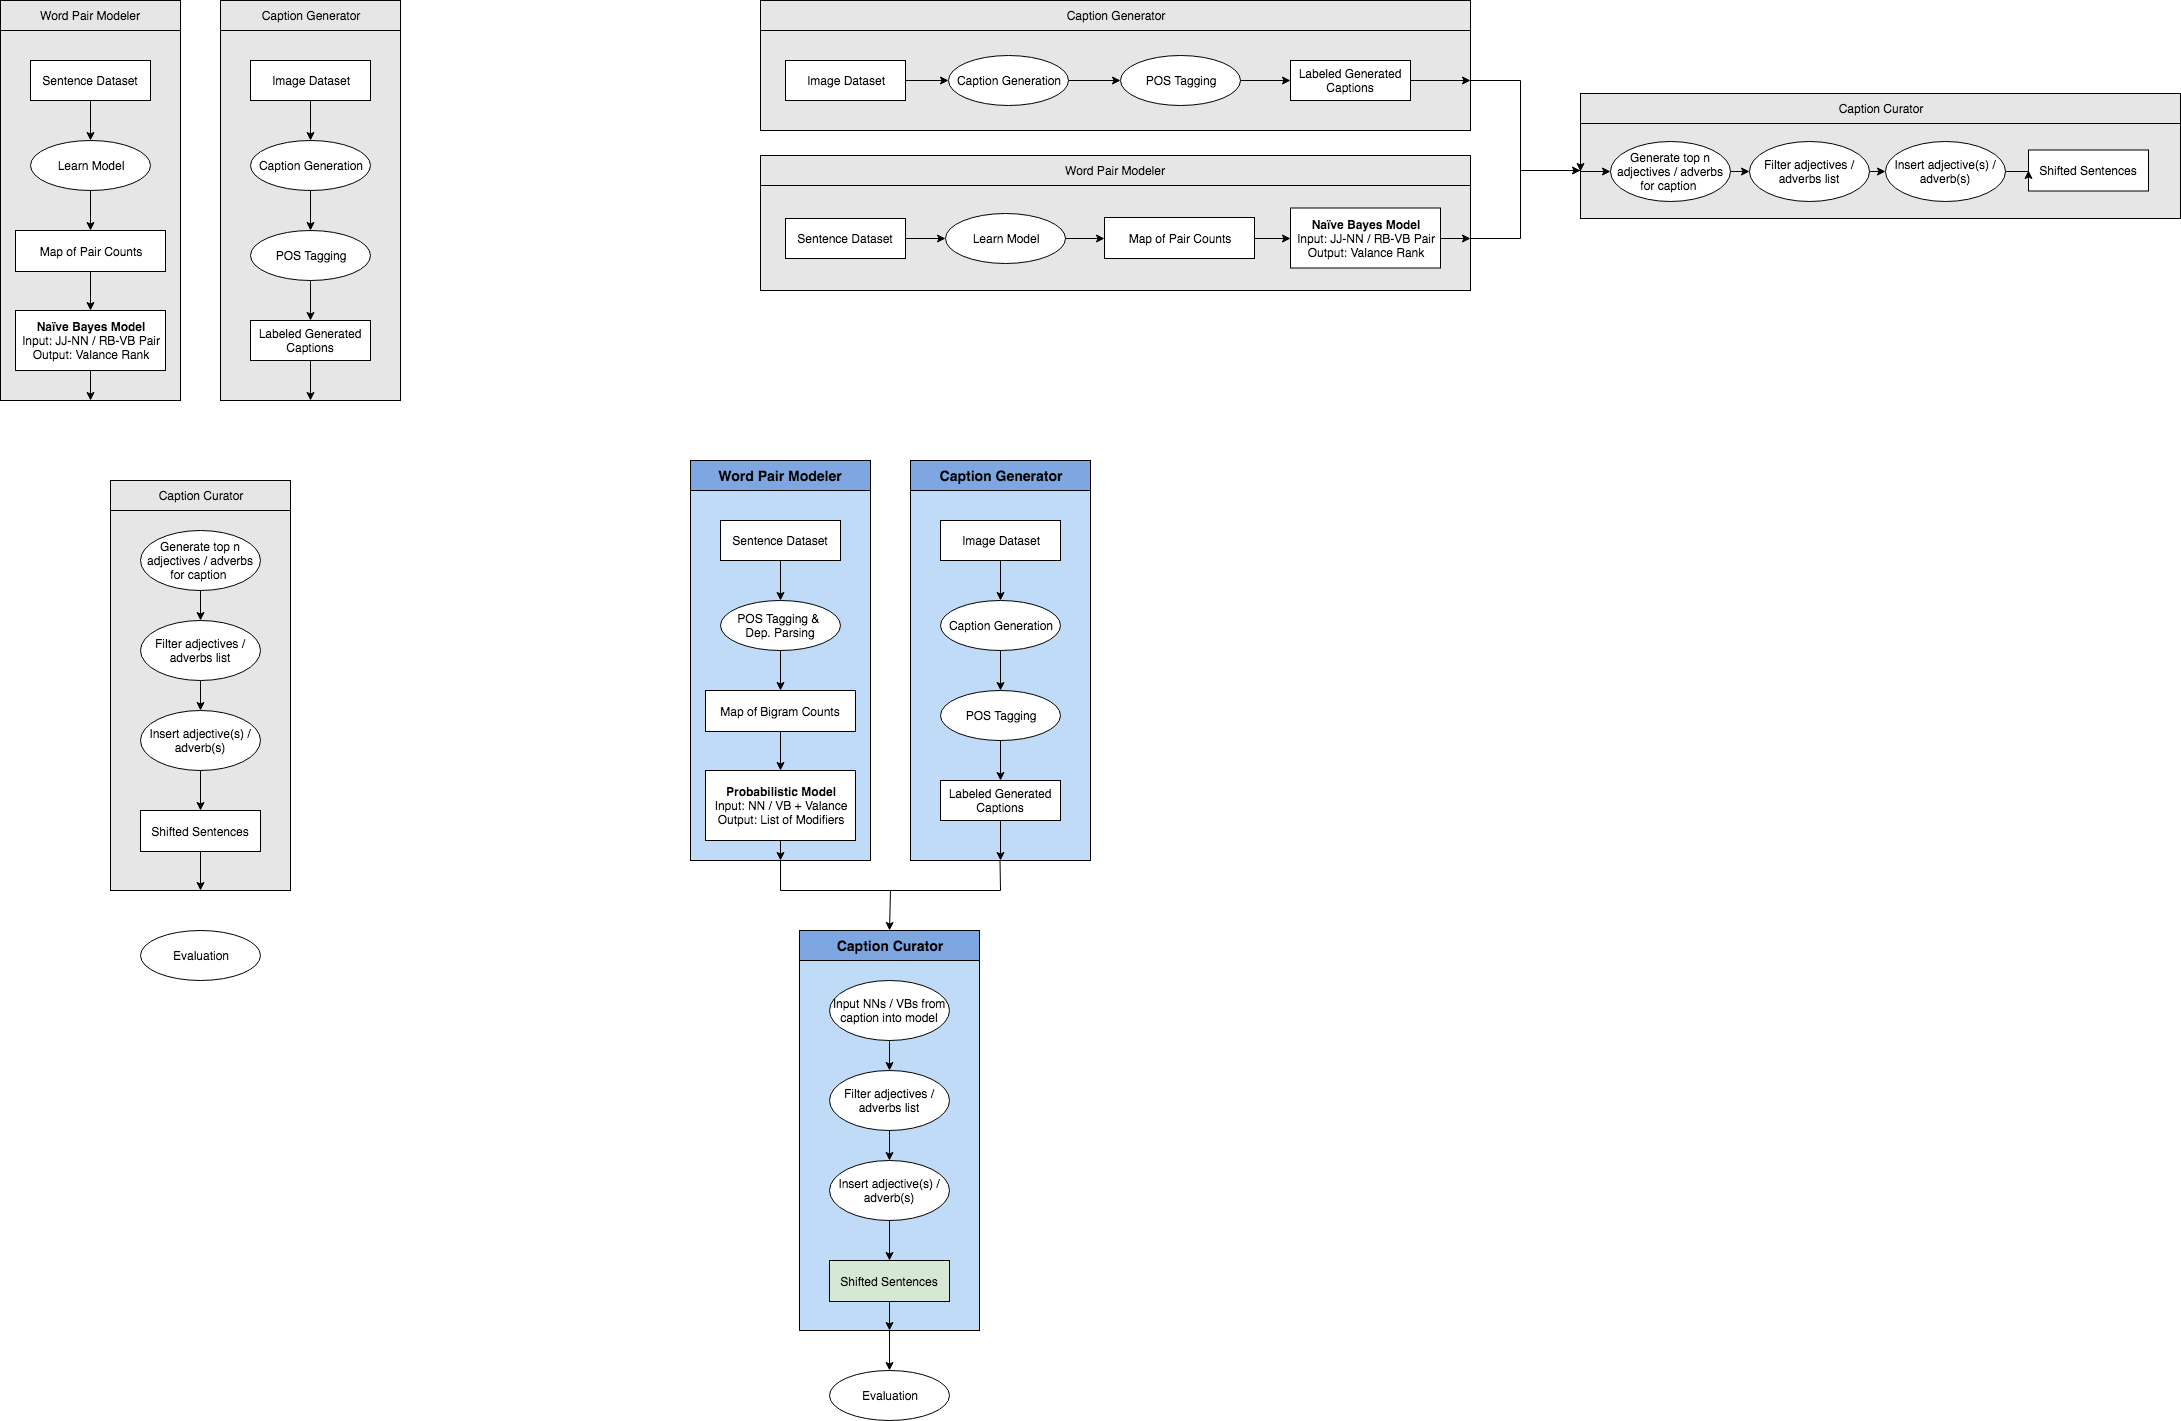 Word Pair Modeler
Sentence Dataset
Learn Model
Map of Pair Counts
Naïve Bayes Model
Input: JJ-NN / RB-VB Pair
Output: Valance Rank
Caption Generator
Image Dataset
Caption Generation
POS Tagging
Labeled Generated
Captions
Caption Generator
Image Dataset
Caption Generation
POS Tagging
Labeled Generated
Captions
Word Pair Modeler
Sentence Dataset
Learn Model
Map of Pair Counts
Naïve Bayes Model
Input: JJ-NN / RB-VB Pair
Output: Valance Rank
Caption Curator
Generate top n
adjectives / adverbs
for caption
Filter adjectives /
adverbs list
Insert adjective(s) /
adverb(s)
Shifted Sentences
Caption Curator
Generate top n
adjectives / adverbs
for caption
Filter adjectives /
adverbs list
Insert adjective(s) /
adverb(s)
Shifted Sentences
Evaluation
Word Pair Modeler
Sentence Dataset
POS Tagging &
Dep. Parsing
Map of Bigram Counts
Probabilistic Model
Input: NN / VB + Valance
Output: List of Modifiers
Caption Generator
Image Dataset
Caption Generation
POS Tagging
Labeled Generated
Captions
Caption Curator
Input NNs / VBs from
caption into model
Filter adjectives /
adverbs list
Insert adjective(s) /
adverb(s)
Shifted Sentences
Evaluation